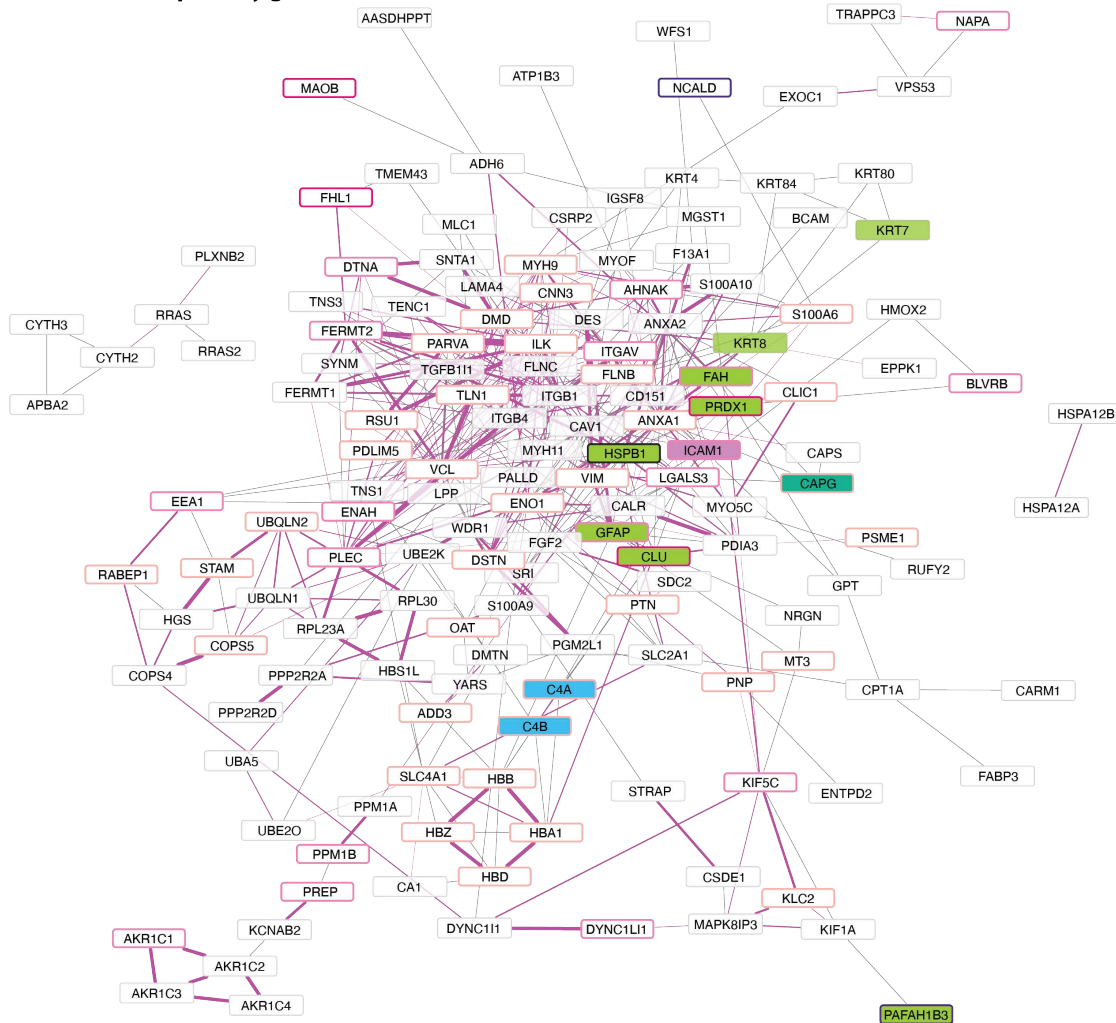 AASDHPPT
TRAPPC3
NAPA
WFS1
ATP1B3
MAOB
NCALD
EXOC1
VPS53
ADH6
TMEM43
KRT4
KRT84
KRT80
FHL1
IGSF8
CSRP2
MGST1
BCAM
MLC1
KRT7
PLXNB2
DTNA
SNTA1
MYH9
MYOF
F13A1
LAMA4
CNN3
AHNAK
S100A10
TNS3
TENC1
RRAS
DMD
DES
ANXA2
S100A6
HMOX2
CYTH3
FERMT2
PARVA
ILK
ITGAV
KRT8
RRAS2
CYTH2
SYNM
TGFB1I1
FLNC
FLNB
FAH
EPPK1
FERMT1
TLN1
ITGB1
CD151
CLIC1
BLVRB
APBA2
RSU1
ITGB4
CAV1
ANXA1
PRDX1
HSPA12B
PDLIM5
MYH11
HSPB1
ICAM1
CAPS
VCL
PALLD
VIM
LGALS3
CAPG
TNS1
LPP
EEA1
ENAH
ENO1
CALR
MYO5C
HSPA12A
UBQLN2
WDR1
GFAP
PSME1
PLEC
UBE2K
FGF2
PDIA3
RABEP1
STAM
DSTN
CLU
RUFY2
SRI
SDC2
GPT
UBQLN1
RPL30
S100A9
PTN
NRGN
HGS
RPL23A
OAT
COPS5
PGM2L1
SLC2A1
DMTN
MT3
COPS4
PPP2R2A
HBS1L
YARS
C4A
PNP
CPT1A
CARM1
PPP2R2D
ADD3
C4B
UBA5
SLC4A1
HBB
STRAP
KIF5C
ENTPD2
FABP3
PPM1A
UBE2O
HBZ
HBA1
PPM1B
CA1
HBD
CSDE1
PREP
KLC2
KCNAB2
DYNC1I1
DYNC1LI1
MAPK8IP3
KIF1A
AKR1C1
AKR1C2
AKR1C3
AKR1C4
PAFAH1B3